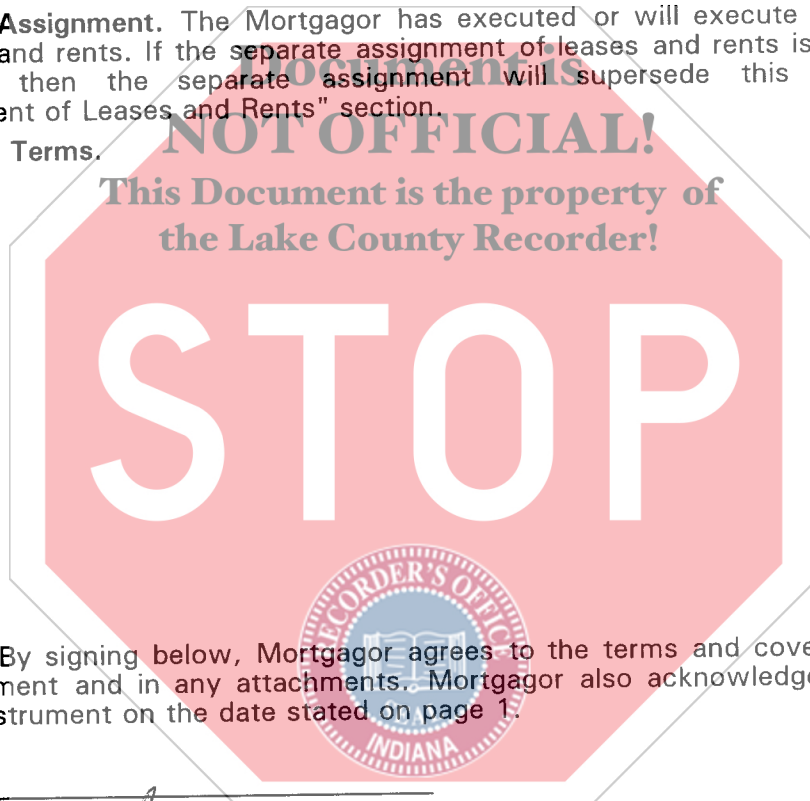 Assignment. The Mortgagor has executed or will execute
and rents. If the separate assignment of leases and rents is
then the separate assignment will supersede this
ent of Leases and Rents" section.
Terms.
Document is
NOT OFFICIAL!
This Document is the property of
the Lake County Recorder!
STOP
RECORDER'S OFFIC
INDIANA
By signing below, Mortgagor agrees to the terms and cove
ment and in any attachments. Mortgagor also acknowledge
strument on the date stated on page 1.